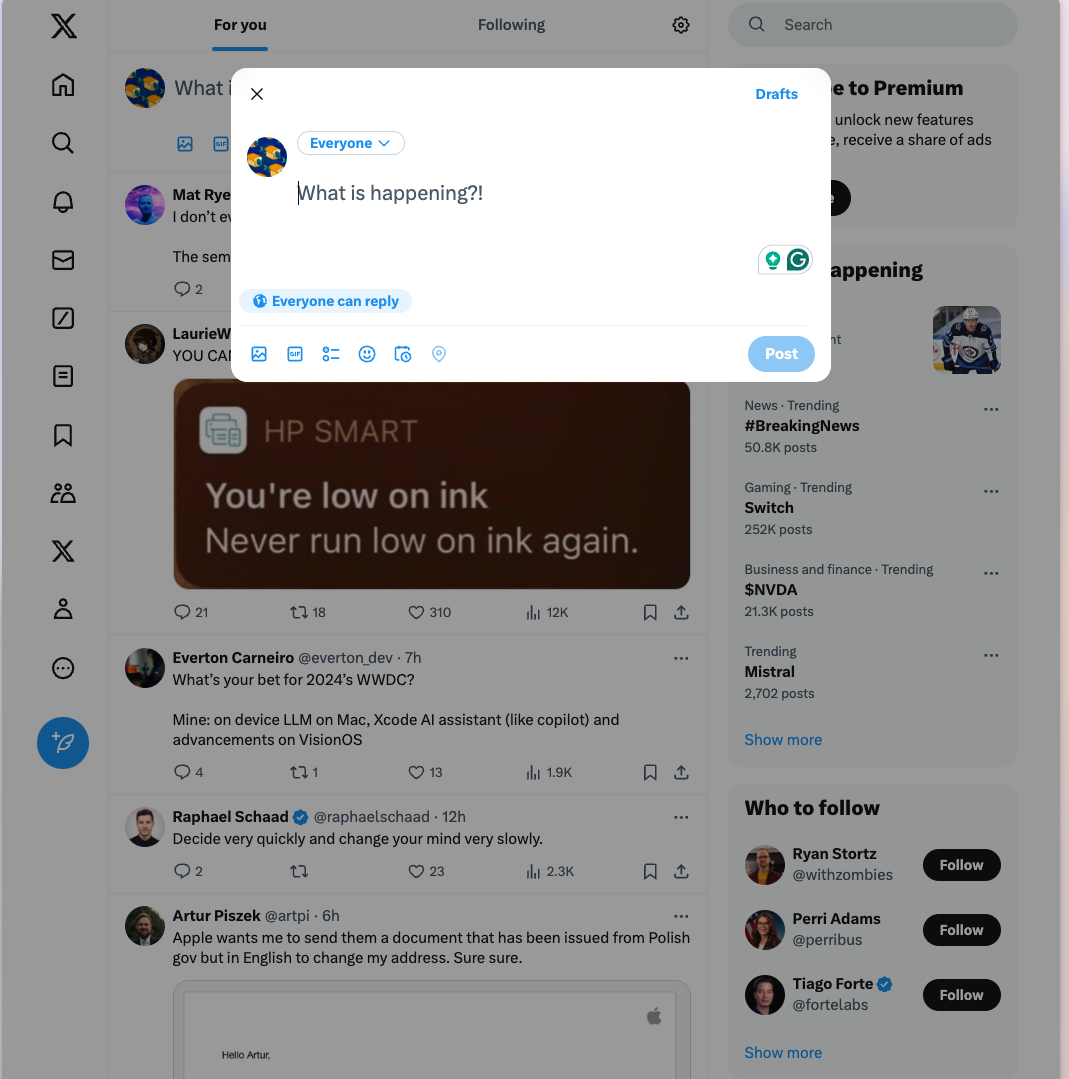 For you
Following
Search
What i
Drafts
Everyone
What is happening?!
Everyone can reply
GIF
Post
GIF
e to Premium
unlock new features
e, receive a share of ads
Mat Rye
I don’t ev
The sem
2
LaurieW
YOU CAN
HP SMART
You're low on ink
Never run low on ink again.
21
18
310
12K
Everton Carneiro @everton_dev · 7h
What’s your bet for 2024’s WWDC?
Mine: on device LLM on Mac, Xcode AI assistant (like copilot) and
advancements on VisionOS
4
1
13
1.9K
Raphael Schaad @raphaelschaad · 12h
Decide very quickly and change your mind very slowly.
2
23
2.3K
Artur Piszek @artpi · 6h
Apple wants me to send them a document that has been issued from Polish
gov but in English to change my address. Sure sure.
Hello Artur,
appening
nt
News · Trending
#BreakingNews
50.8K posts
Gaming · Trending
Switch
252K posts
Business and finance · Trending
$NVDA
21.3K posts
Trending
Mistral
2,702 posts
Show more
Who to follow
Ryan Stortz
@withzombies
Follow
Perri Adams
@perribus
Follow
Tiago Forte
@fortelabs
Follow
Show more